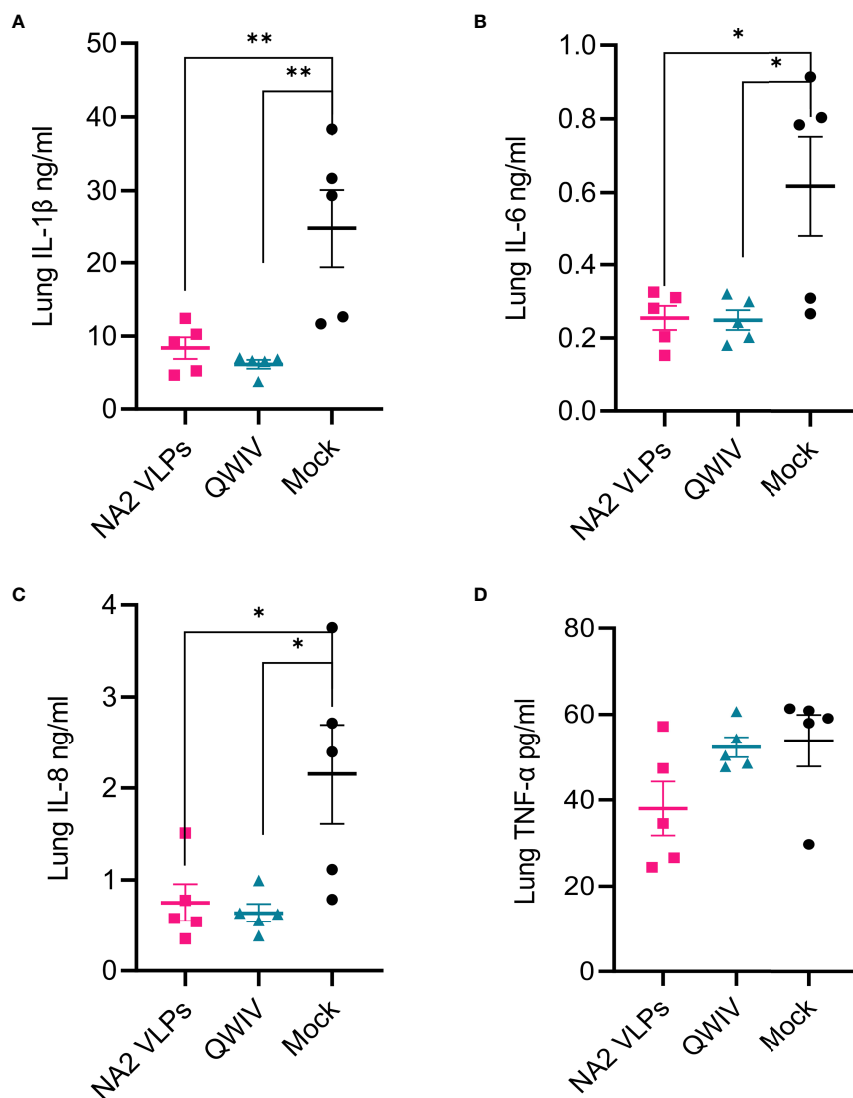 A
Lung IL-1β ng/ml
50
40
30
20
10
0
**
**
NA2 VLPs
QWIV
Mock
B
Lung IL-6 ng/ml
1.0
0.8
0.6
0.4
0.2
0.0
*
*
NA2 VLPs
QWIV
Mock
C
Lung IL-8 ng/ml
4
3
2
1
0
*
*
NA2 VLPs
QWIV
Mock
D
Lung TNF-α pg/ml
80
60
40
20
0
NA2 VLPs
QWIV
Mock